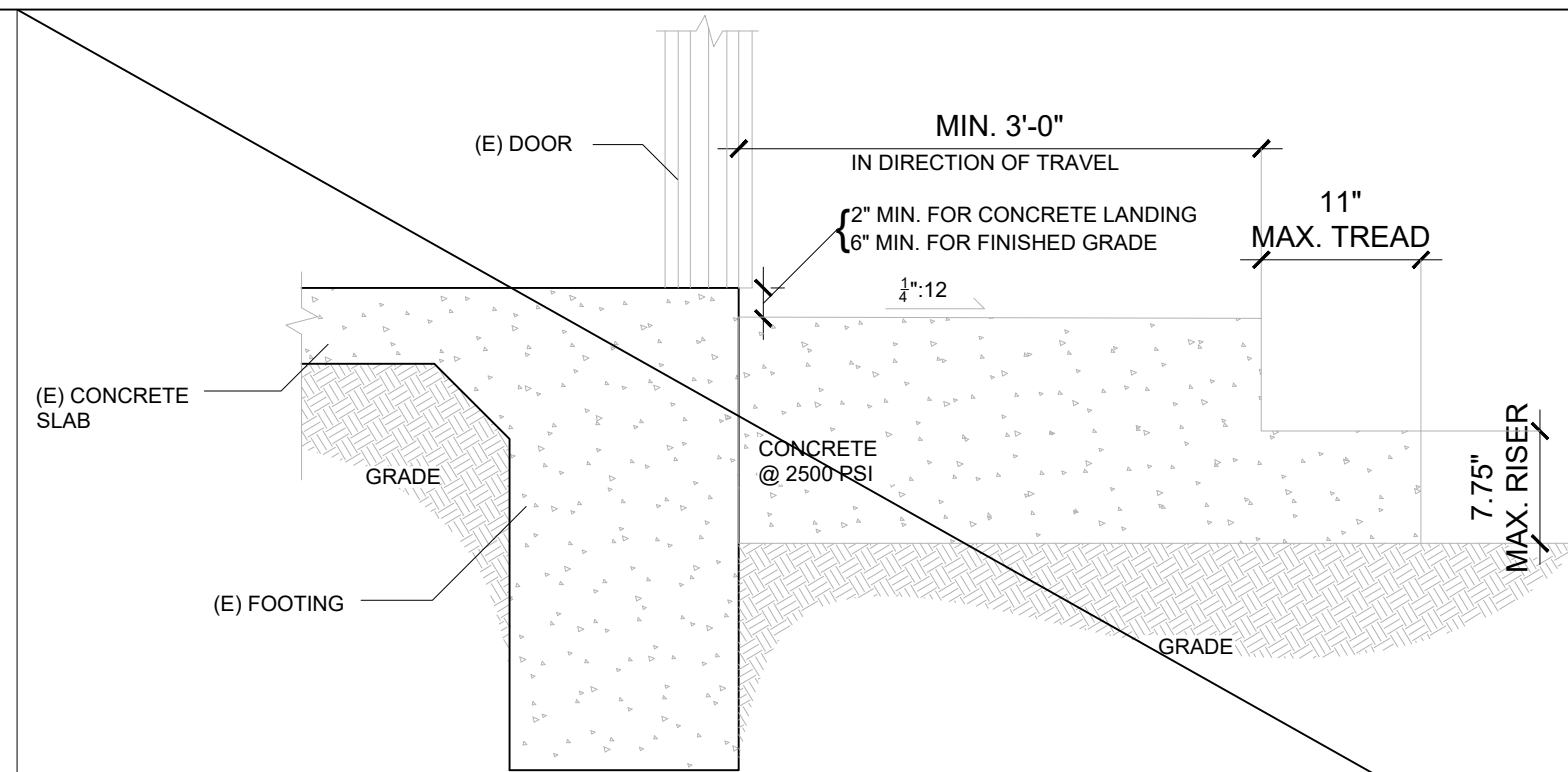 MIN. 3'-0"
(E) DOOR
IN DIRECTION OF TRAVEL
11"
MAX. TREAD
{2" MIN. FOR CONCRETE LANDING
6" MIN. FOR FINISHED GRADE
1/4":12
(E) CONCRETE
SLAB
GRADE
CONCRETE
@ 2500 PSI
7.75"
MAX. RISER
(E) FOOTING
GRADE